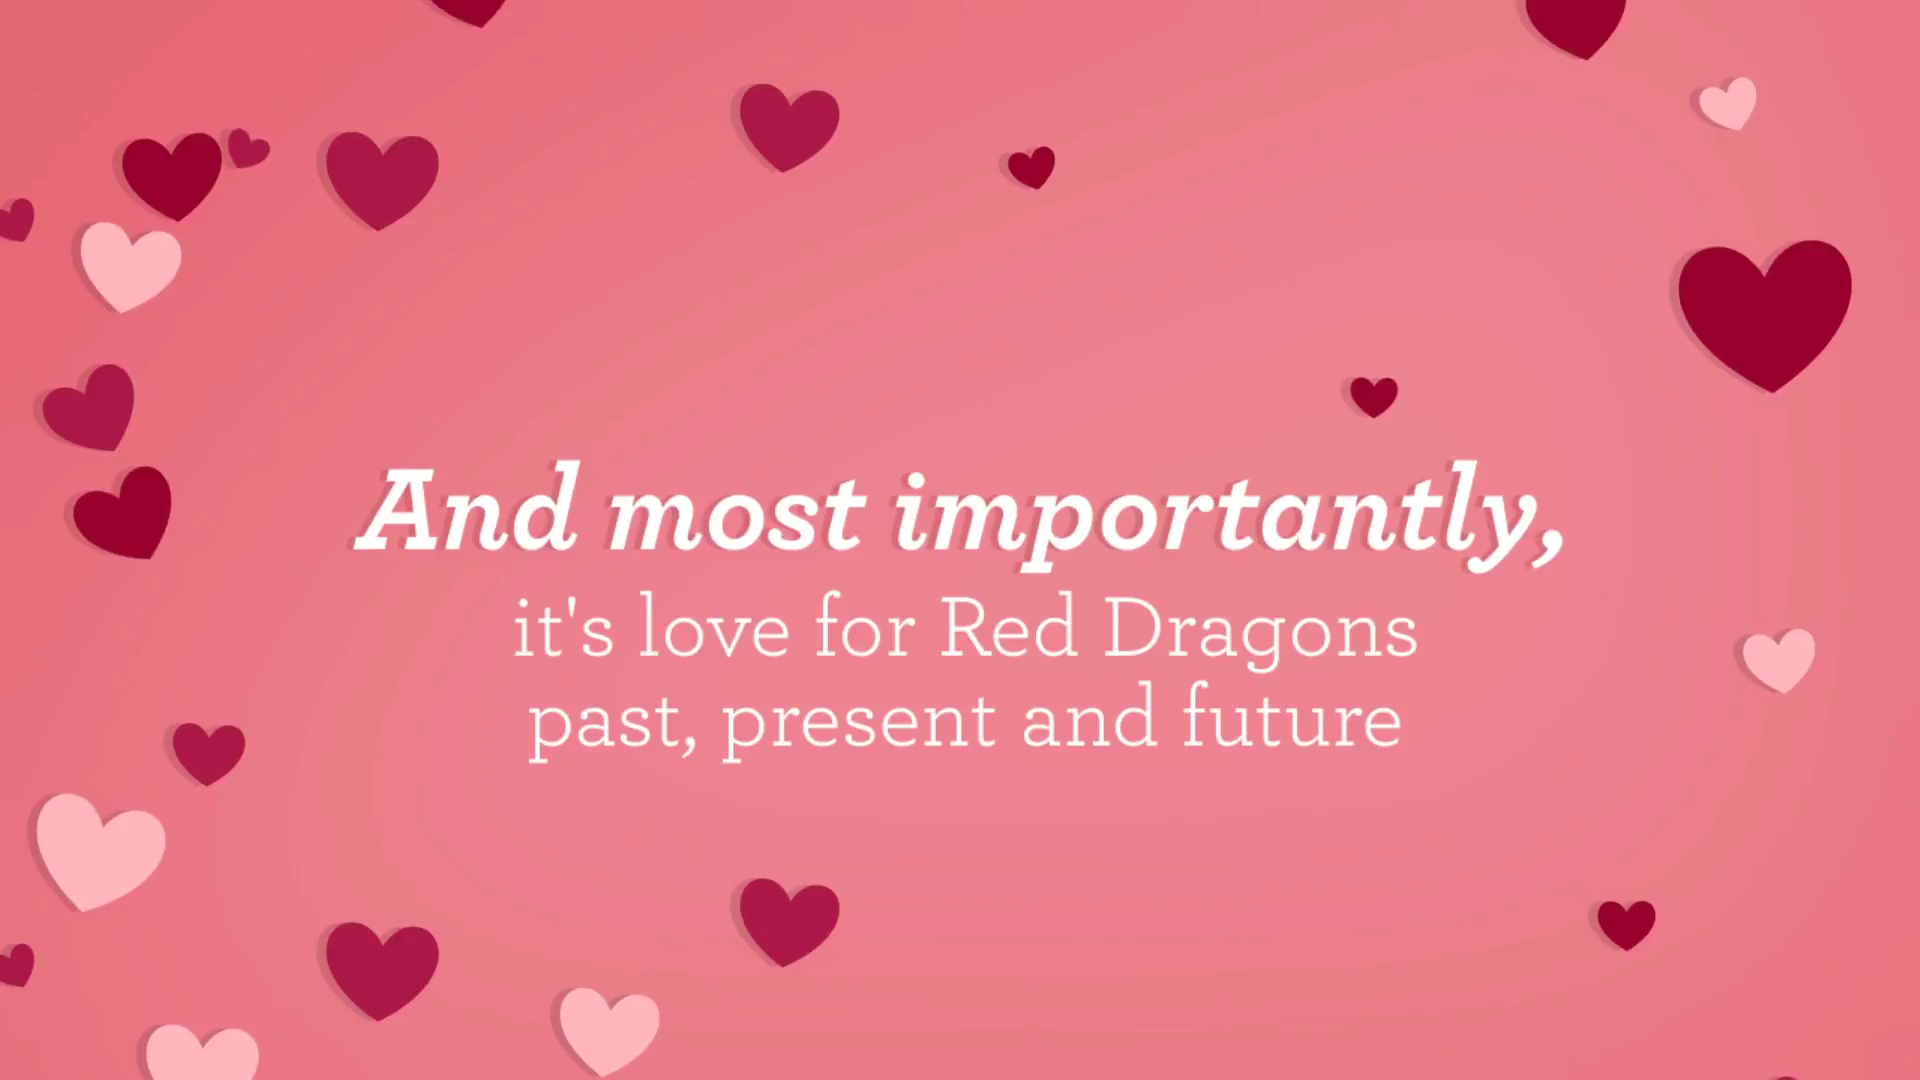 And most importantly,
it's love for Red Dragons
past, present and future